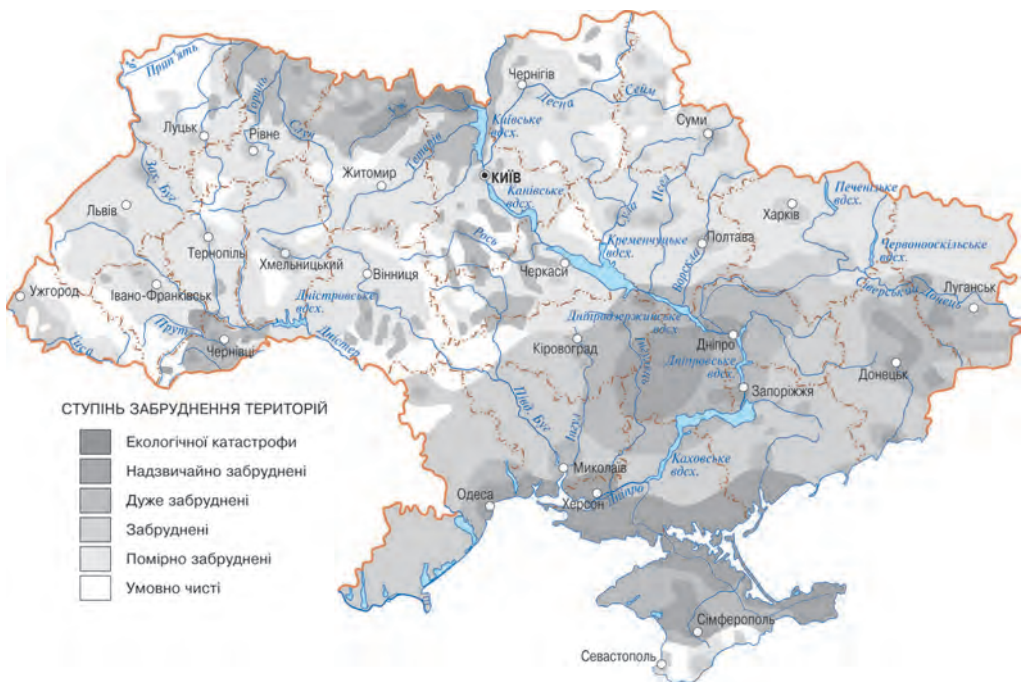 Прип'ять
Горинь
Случ
Уж
Тетерів
Київське
вдсх.
Чернігів
Десна
Сейм
Суми
Луцьк
Рівне
Житомир
КИЇВ
Зах. Буг
Канівське
вдсх.
Сула
Псел
Печенізьке
вдсх.
Харків
Львів
Тернопіль
Хмельницький
Рось
Вінниця
Черкаси
Кременчуцьке
вдсх.
Ворскла
Полтава
Червонооскільське
вдсх.
Сіверський Донець
Луганськ
Ужгород
Івано-Франківськ
Дністровське
вдсх.
Тиса
Прут
Чернівці
Дністер
Дніпродзержинське
вдсх
Кіровоград
Дніпро
Дніпровське
вдсх.
Донецьк
Запоріжжя
Півд. Буг
Інгул
Інгулець
Каховське
вдсх.
Миколаїв
Одеса
Херсон
Дніпро
Сімферополь
Севастополь
СТУПІНЬ ЗАБРУДНЕННЯ ТЕРИТОРІЙ
Екологічної катастрофи
Надзвичайно забруднені
Дуже забруднені
Забруднені
Помірно забруднені
Умовно чисті